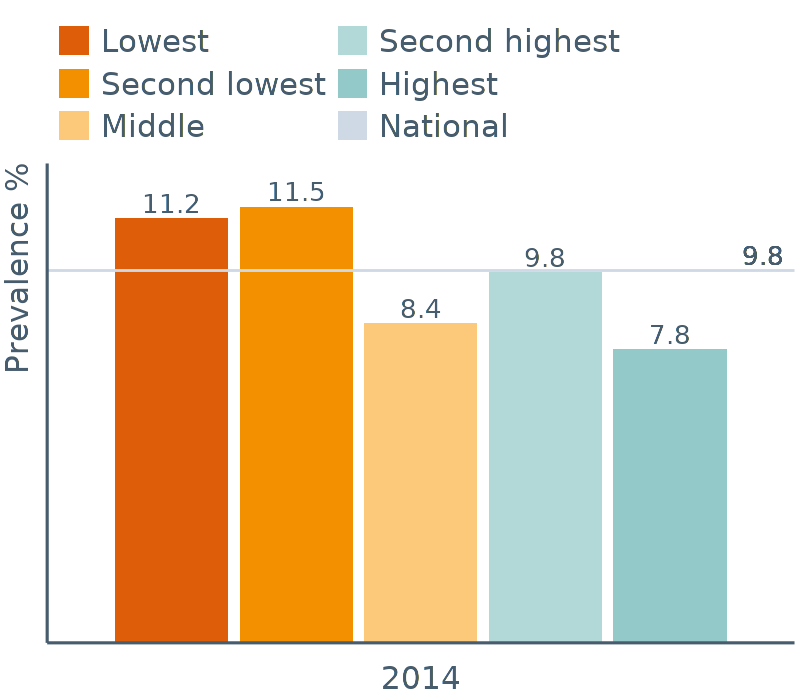 Lowest
Second lowest
Middle
Second highest
Highest
National
Prevalence %
11.2
11.5
8.4
9.8
7.8
9.8
2014